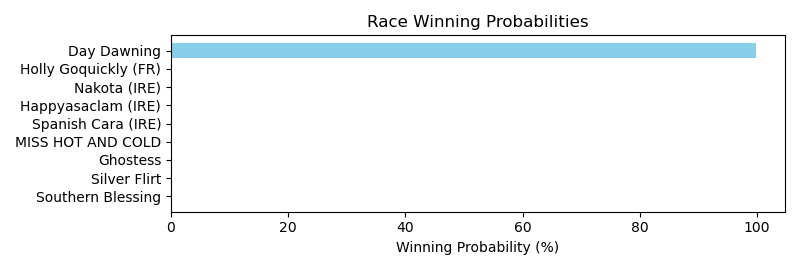 Race Winning Probabilities
Day Dawning
Holly Goquickly (FR)
Nakota (IRE)
Happyasaclam (IRE)
Spanish Cara (IRE)
MISS HOT AND COLD
Ghostess
Silver Flirt
Southern Blessing
0 20 40 60 80 100
Winning Probability (%)